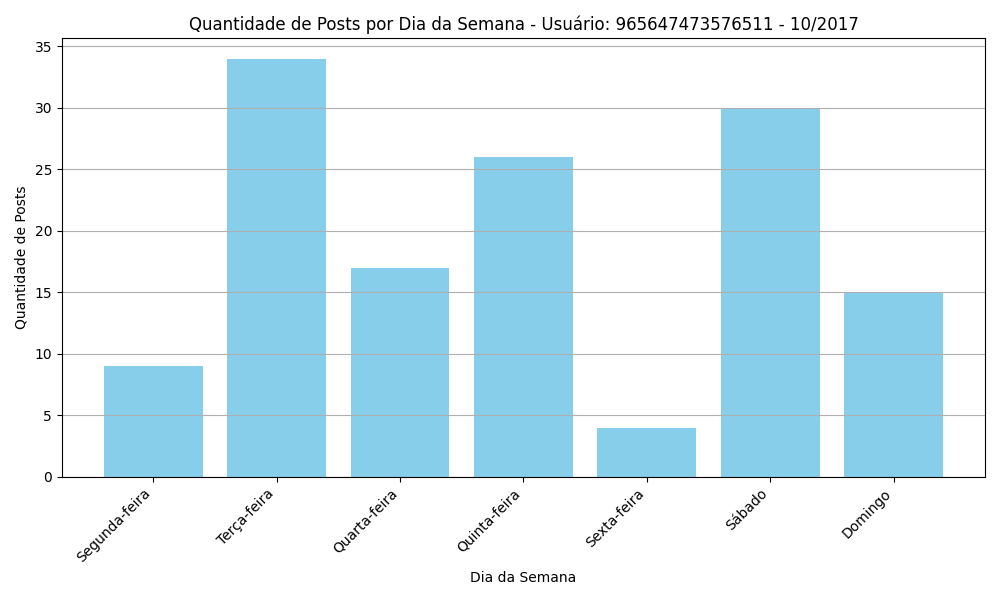 Quantidade de Posts por Dia da Semana - Usuário: 965647473576511 - 10/2017
Quantidade de Posts
35
30
25
20
15
10
5
0
Segunda-feira
Terça-feira
Quarta-feira
Quinta-feira
Sexta-feira
Sábado
Domingo
Dia da Semana